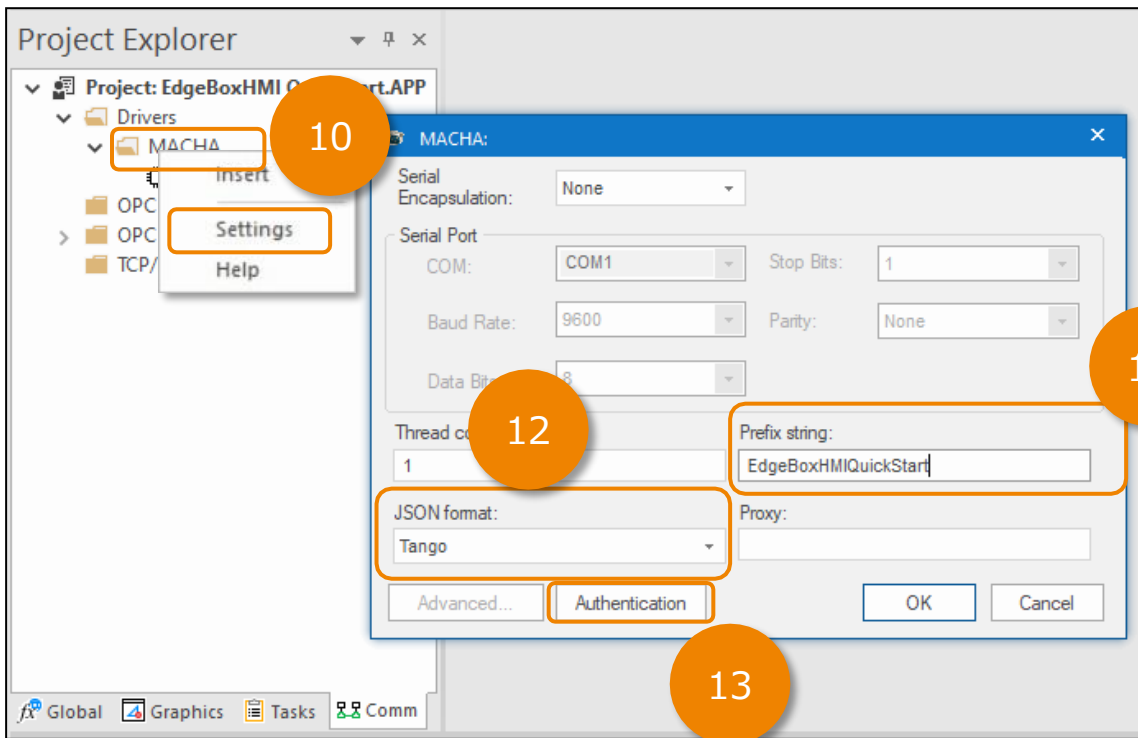 Project Explorer
Project: EdgeBoxHMI
rt.APP
Drivers
MACHA
Insert
OPC
Settings
OPC
TCP/
Help
10
MACHA:
Serial
Encapsulation:
None
Serial Port
COM:
COM1
Stop Bits:
1
Baud Rate:
9600
Parity:
None
Data Bits
8
12
Thread
1
Prefix string:
EdgeBoxHMIQuickStart
JSON format:
Tango
Proxy:
Advanced...
Authentication
OK
Cancel
13
Global
Graphics
Tasks
Comm